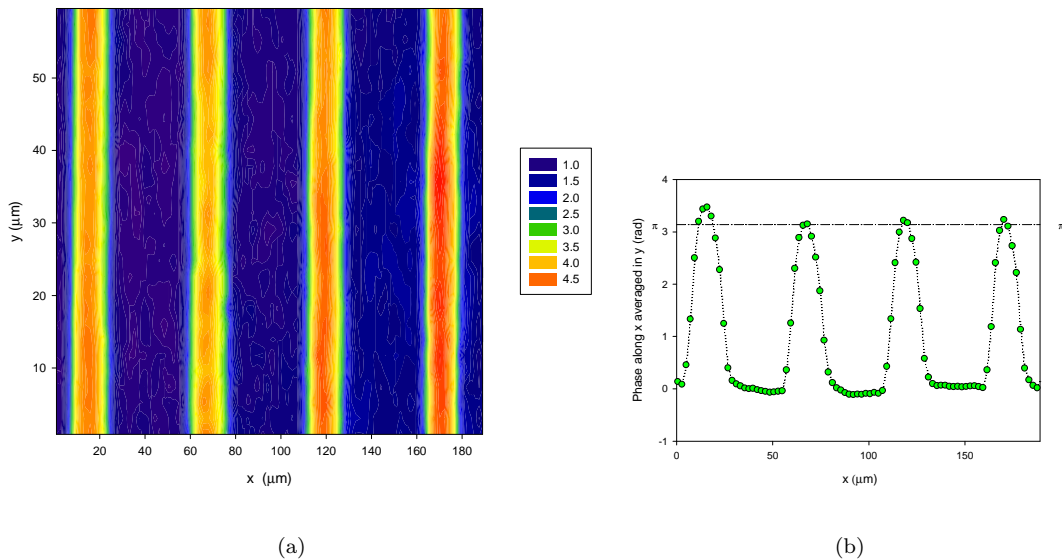 50
40
30
20
10
y (μm)
20 40 60 80 100 120 140 160 180
x (μm)
1.0
1.5
2.0
2.5
3.0
3.5
4.0
4.5
4
3
2
1
0
-1
π
π
Phase along x averaged in y (rad)
0 50 100 150
x (μm)
(a)
(b)